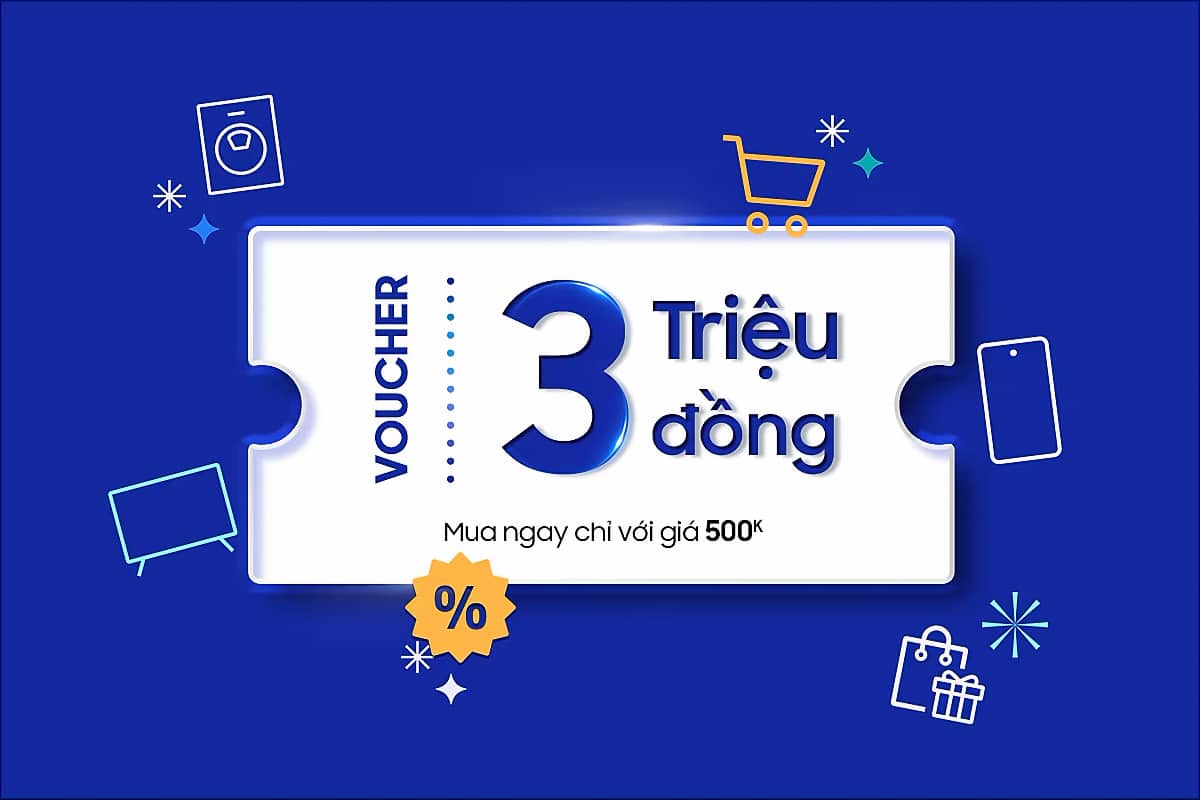 VOUCHER
3
Triệu
đồng
Mua ngay chỉ với giá 500K
%